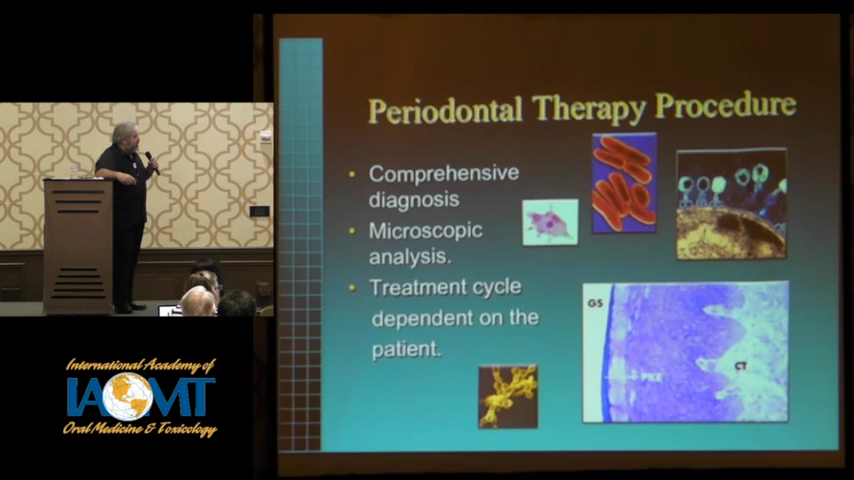 Periodontal Therapy Procedure
• Comprehensive
diagnosis
• Microscopic
analysis.
• Treatment cycle
dependent on the
patient.
GS
PKE
CT
International Academy of
IAOMT
Oral Medicine & Toxicology